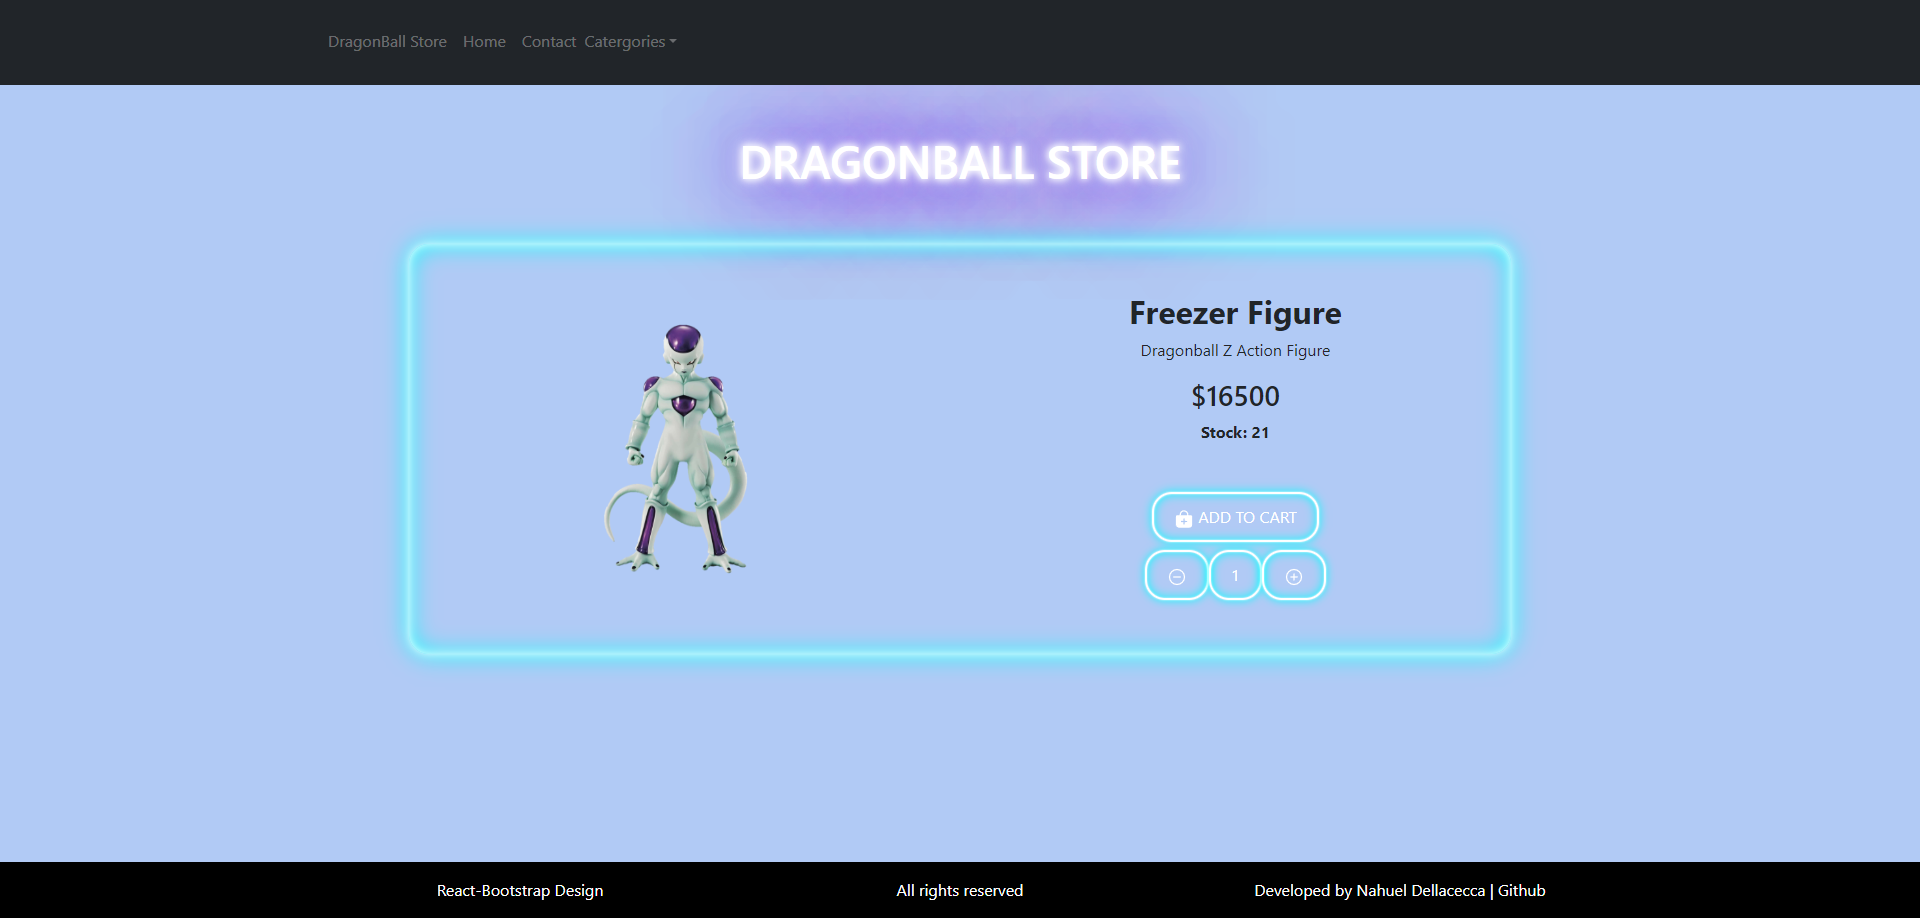 DragonBall Store Home Contact Catergories
DRAGONBALL STORE
Freezer Figure
Dragonball Z Action Figure
$16500
Stock: 21
ADD TO CART
1
React-Bootstrap Design
All rights reserved
Developed by Nahuel Dellacecca | Github